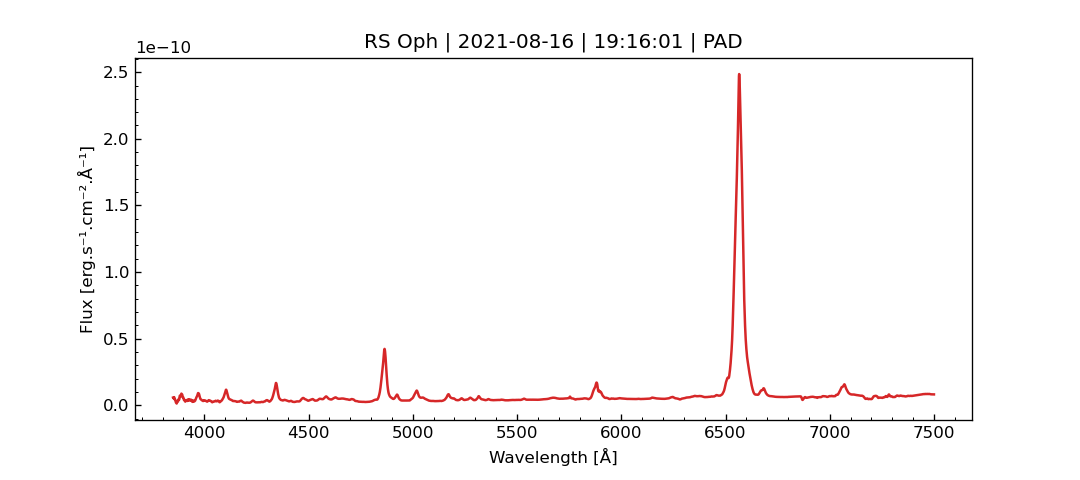 RS Oph | 2021-08-16 | 19:16:01 | PAD
1e−10
2.5
2.0
1.5
1.0
0.5
0.0
Flux [erg.s⁻¹.cm⁻².Å⁻¹]
4000 4500 5000 5500 6000 6500 7000 7500
Wavelength [Å]